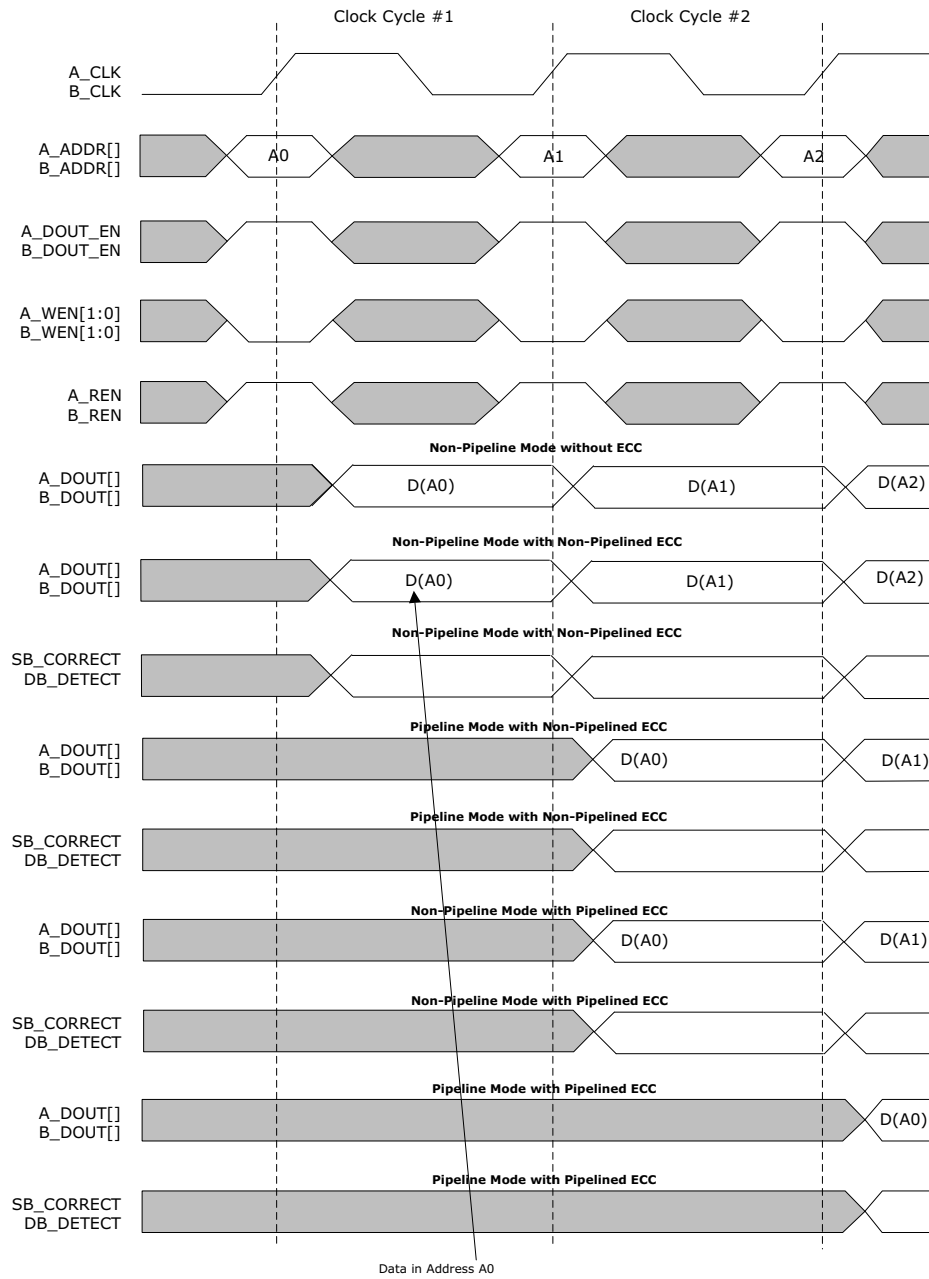 Clock Cycle #1
Clock Cycle #2
A_CLK
B_CLK
A_ADDR[]
B_ADDR[]
A0
A1
A2
A_DOUT_EN
B_DOUT_EN
A_WEN[1:0]
B_WEN[1:0]
A_REN
B_REN
Non-Pipeline Mode without ECC
A_DOUT[]
B_DOUT[]
D(A0)
D(A1)
D(A2)
Non-Pipeline Mode with Non-Pipelined ECC
A_DOUT[]
B_DOUT[]
D(A0)
D(A1)
D(A2)
Non-Pipeline Mode with Non-Pipelined ECC
SB_CORRECT
DB_DETECT
Pipeline Mode with Non-Pipelined ECC
A_DOUT[]
B_DOUT[]
D(A0)
D(A1)
Pipeline Mode with Non-Pipelined ECC
SB_CORRECT
DB_DETECT
Non-Pipeline Mode with Pipelined ECC
A_DOUT[]
B_DOUT[]
D(A0)
D(A1)
Non-Pipeline Mode with Pipelined ECC
SB_CORRECT
DB_DETECT
Pipeline Mode with Pipelined ECC
A_DOUT[]
B_DOUT[]
D(A0)
Pipeline Mode with Pipelined ECC
SB_CORRECT
DB_DETECT
Data in Address A0